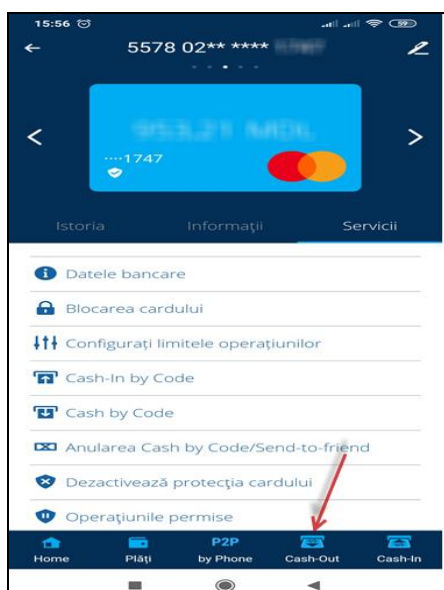 15:56
59
5578 02** ****
····1747
Istoria Informații Servicii
Datele bancare
Blocarea cardului
Configurați limitele operațiunilor
Cash-In by Code
Cash by Code
Anularea Cash by Code/Send-to-friend
Dezactivează protecția cardului
Operațiunile permise
P2P
Home Plăți by Phone Cash-Out Cash-In